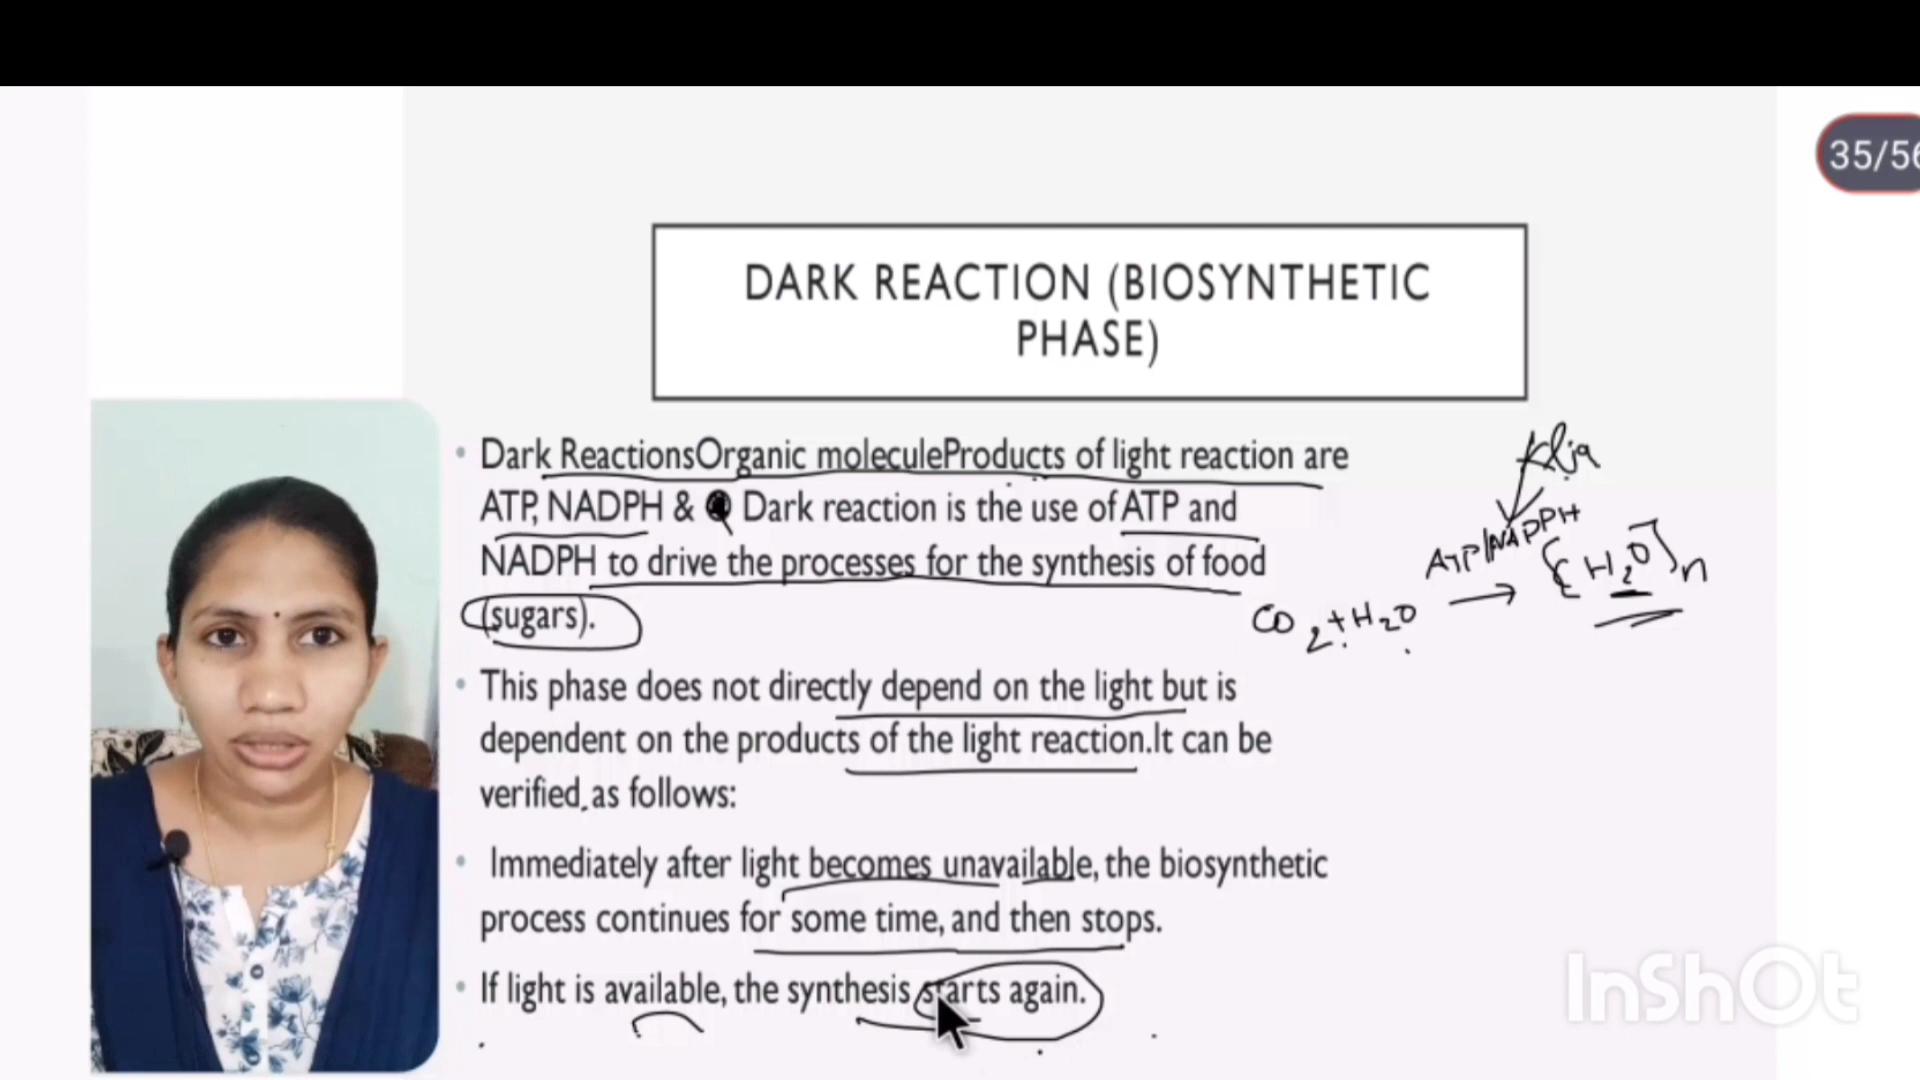 35/56
DARK REACTION (BIOSYNTHETIC
PHASE)
• Dark ReactionsOrganic moleculeProducts of light reaction are
ATP, NADPH & Dark reaction is the use of ATP and
NADPH to drive the processes for the synthesis of food
(sugars).
ATP/NADPH
CO2+H2O → {H2O]n
• This phase does not directly depend on the light but is
dependent on the products of the light reaction.It can be
verified, as follows:
• Immediately after light becomes unavailable, the biosynthetic
process continues for some time, and then stops.
• If light is available, the synthesis starts again.
InShOt